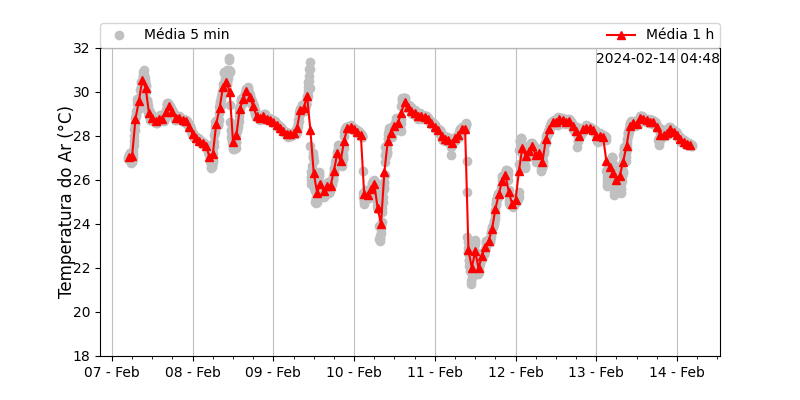 Média 5 min
Média 1 h
2024-02-14 04:48
Temperatura do Ar (°C)
32
30
28
26
24
22
20
18
07 - Feb
08 - Feb
09 - Feb
10 - Feb
11 - Feb
12 - Feb
13 - Feb
14 - Feb